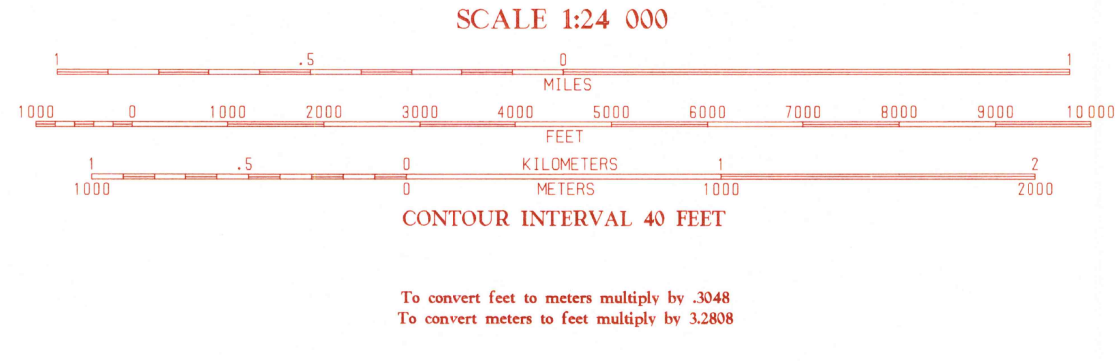 SCALE 1:24 000
1 .5 0 1
MILES
1000 0 1000 2000 3000 4000 5000 6000 7000 8000 9000 10 000
FEET
1 .5 0 KILOMETERS 1 2
1000 0 METERS 1000 2000
CONTOUR INTERVAL 40 FEET
To convert feet to meters multiply by .3048
To convert meters to feet multiply by 3.2808